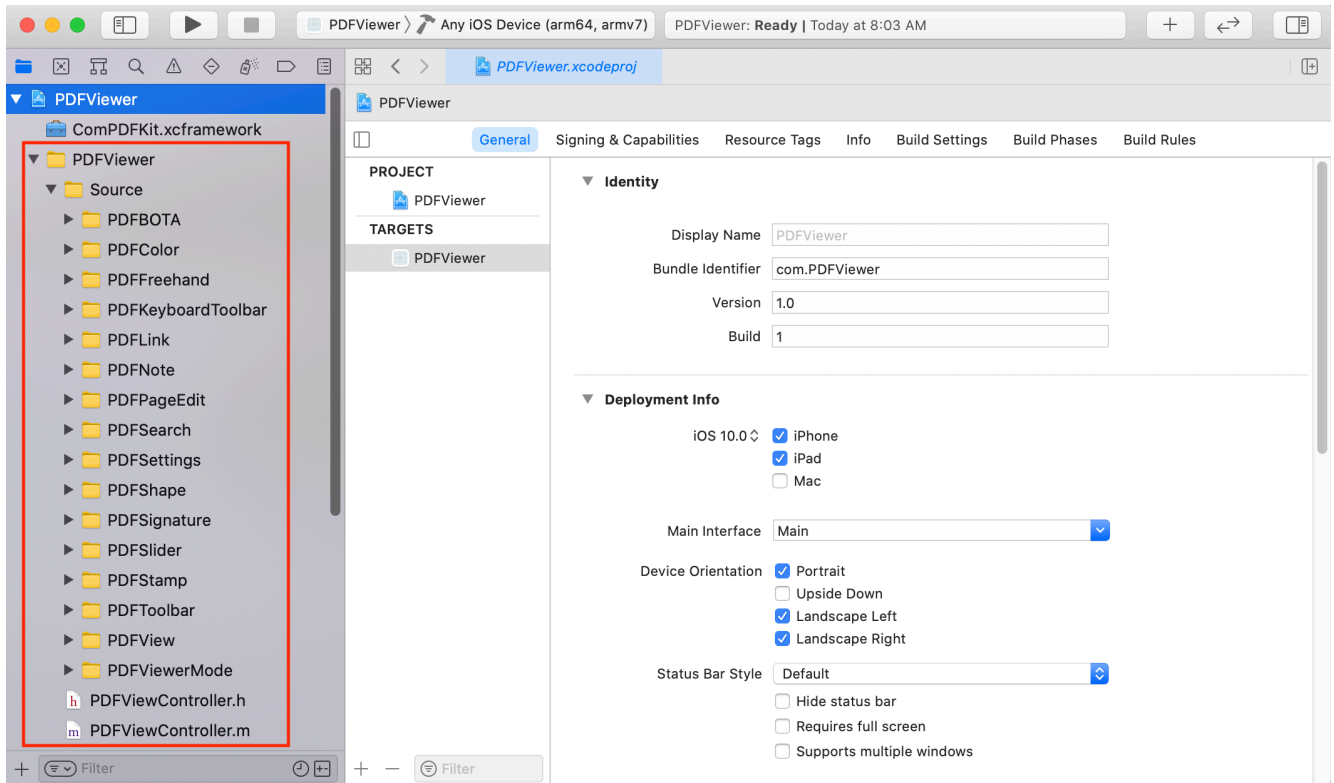 PDFViewer 〉 Any iOS Device (arm64, armv7)
PDFViewer: Ready | Today at 8:03 AM
PDFViewer.xcodeproj
PDFViewer
ComPDFKit.xcframework
PDFViewer
Source
PDFBOTA
PDFColor
PDFFreehand
PDFKeyboardToolbar
PDFLink
PDFNote
PDFPageEdit
PDFSearch
PDFSettings
PDFShape
PDFSignature
PDFSlider
PDFStamp
PDFToolbar
PDFView
PDFViewerMode
h PDFViewController.h
m PDFViewController.m
Filter
PDFViewer
General Signing & Capabilities Resource Tags Info Build Settings Build Phases Build Rules
PROJECT
PDFViewer
TARGETS
PDFViewer
Filter
Identity
Display Name PDFViewer
Bundle Identifier com.PDFViewer
Version 1.0
Build 1
Deployment Info
iOS 10.0 iPhone
iPad
Mac
Main Interface Main
Device Orientation Portrait
Upside Down
Landscape Left
Landscape Right
Status Bar Style Default
Hide status bar
Requires full screen
Supports multiple windows